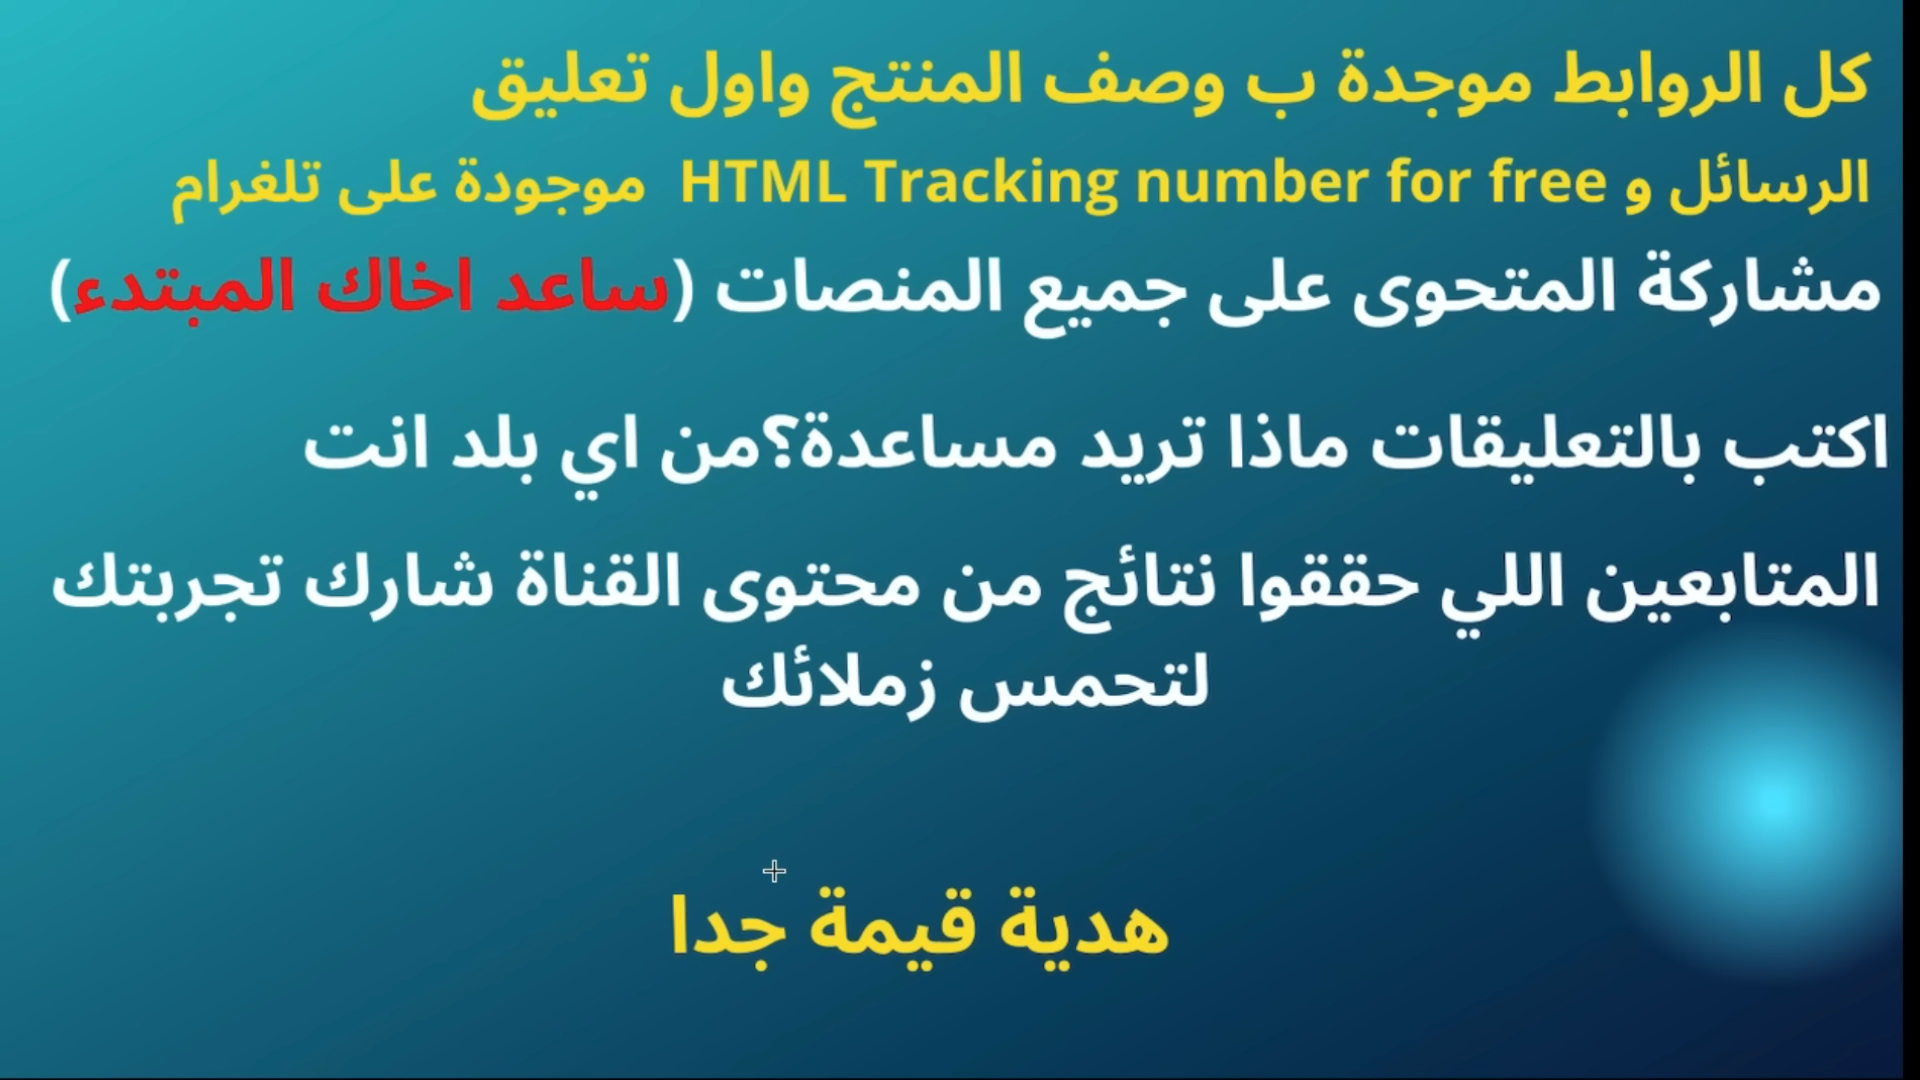 كل الروابط موجدة ب وصف المنتج واول تعليق
الرسائل و HTML Tracking number for free موجودة على تلغرام
مشاركة المتحوى على جميع المنصات (ساعد اخاك المبتدء)
اكتب بالتعليقات ماذا تريد مساعدة؟من اي بلد انت
المتابعين اللي حققوا نتائج من محتوى القناة شارك تجربتك
لتحمس زملائك
هدية قيمة جدا